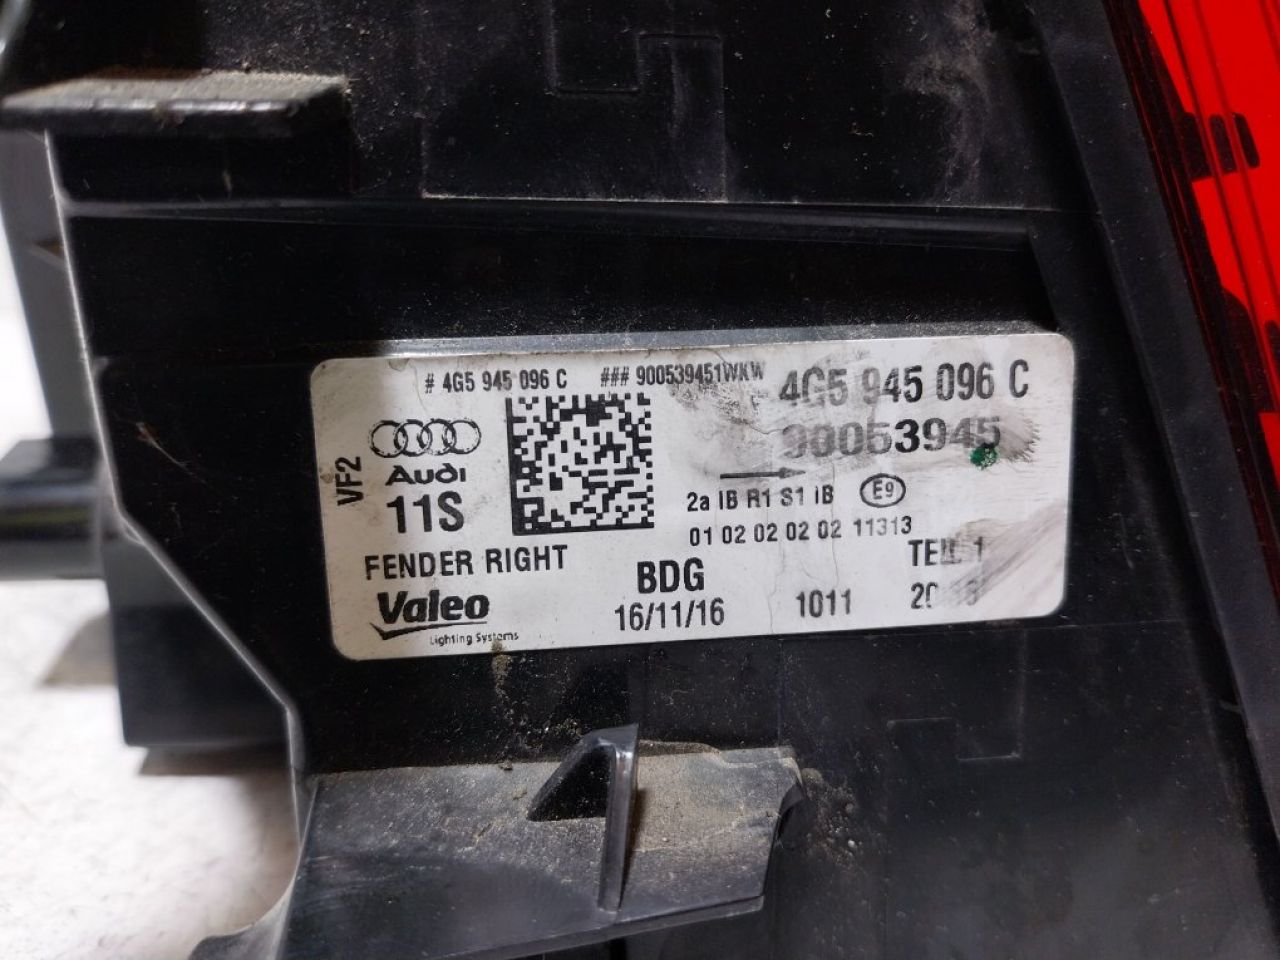 # 4G5 945 096 C ### 900539451WKW
4G5 945 096 C
90053945
VF2
Audi
11S
2a IB R1 S1 IB E9
01 02 02 02 02 11313
FENDER RIGHT
BDG
TEIL 1
Valeo
Lighting Systems
16/11/16
1011